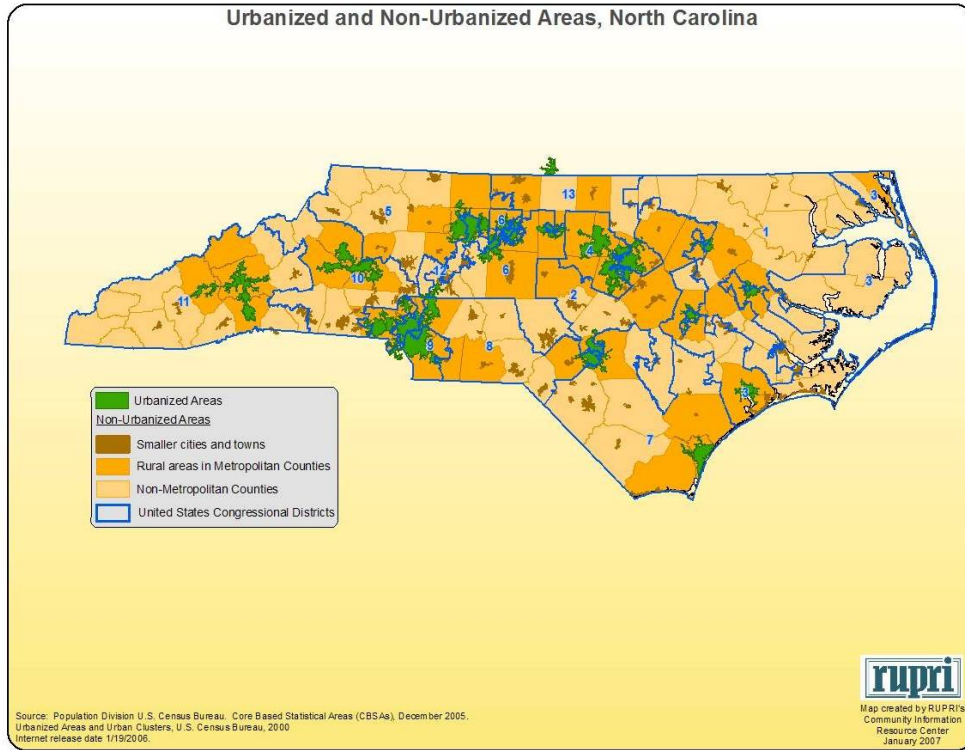 Urbanized and Non-Urbanized Areas, North Carolina
13
3
5
6
1
4
12
6
3
10
2
11
9
8
3
7
Urbanized Areas
Non-Urbanized Areas
Smaller cities and towns
Rural areas in Metropolitan Counties
Non-Metropolitan Counties
United States Congressional Districts
rupri
Map created by RUPRI's
Community Information
Resource Center
January 2007
Source: Population Division U.S. Census Bureau. Core Based Statistical Areas (CBSAs), December 2005.
Urbanized Areas and Urban Clusters, U.S. Census Bureau, 2000
Internet release date 1/19/2006.